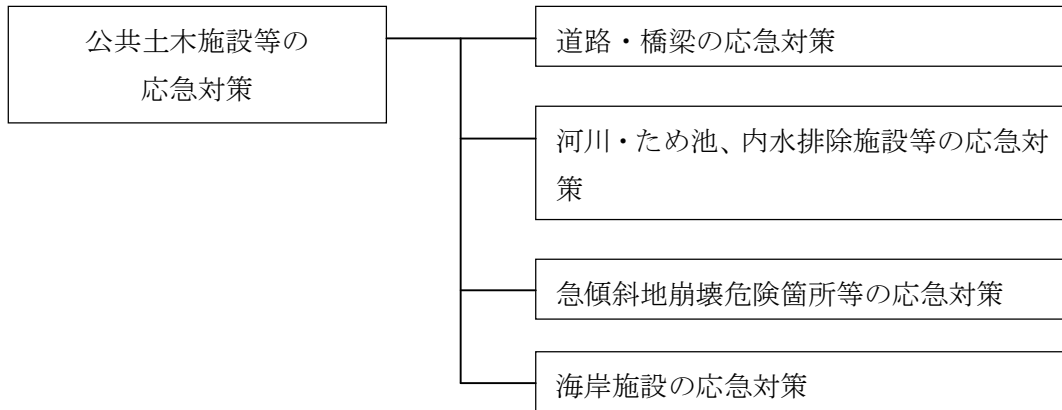 公共土木施設等の
応急対策
道路・橋梁の応急対策
河川・ため池、内水排除施設等の応急対
策
急傾斜地崩壊危険箇所等の応急対策
海岸施設の応急対策